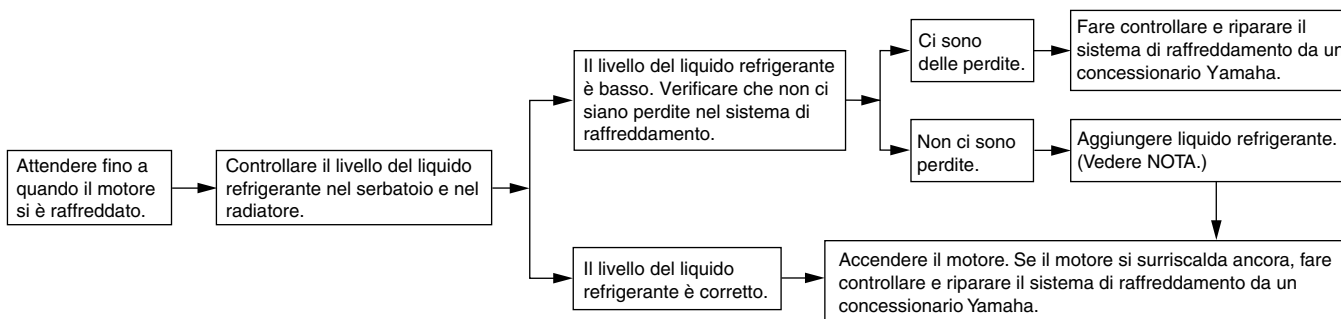 Attendere fino a
quando il motore
si è raffreddato.
Controllare il livello del liquido
refrigerante nel serbatoio e nel
radiatore.
Il livello del liquido refrigerante
è basso. Verificare che non ci
siano perdite nel sistema di
raffreddamento.
Ci sono
delle perdite.
Fare controllare e riparare il
sistema di raffreddamento da un
concessionario Yamaha.
Non ci sono
perdite.
Aggiungere liquido refrigerante.
(Vedere NOTA.)
Il livello del liquido
refrigerante è corretto.
Accendere il motore. Se il motore si surriscalda ancora, fare
controllare e riparare il sistema di raffreddamento da un
concessionario Yamaha.